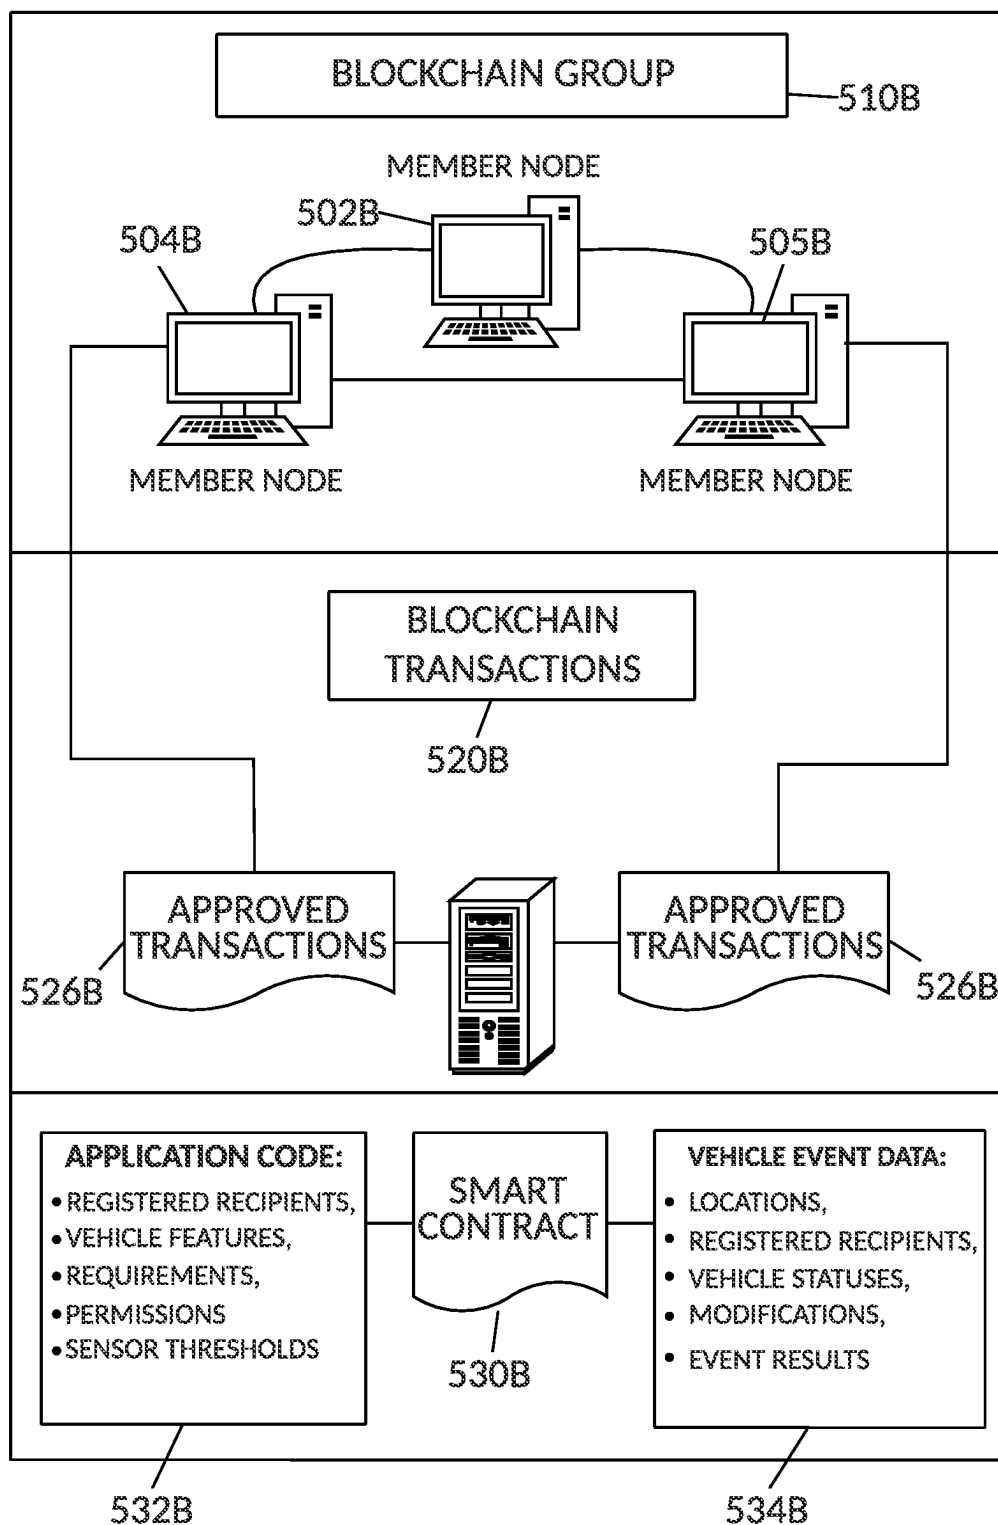 BLOCKCHAIN GROUP
510B
MEMBER NODE
502B
504B
505B
MEMBER NODE
MEMBER NODE
BLOCKCHAIN
TRANSACTIONS
520B
APPROVED
TRANSACTIONS
526B
APPROVED
TRANSACTIONS
526B
APPLICATION CODE:
• REGISTERED RECIPIENTS,
• VEHICLE FEATURES,
• REQUIREMENTS,
• PERMISSIONS
• SENSOR THRESHOLDS
532B
SMART
CONTRACT
530B
VEHICLE EVENT DATA:
• LOCATIONS,
• REGISTERED RECIPIENTS,
• VEHICLE STATUSES,
• MODIFICATIONS,
• EVENT RESULTS
534B